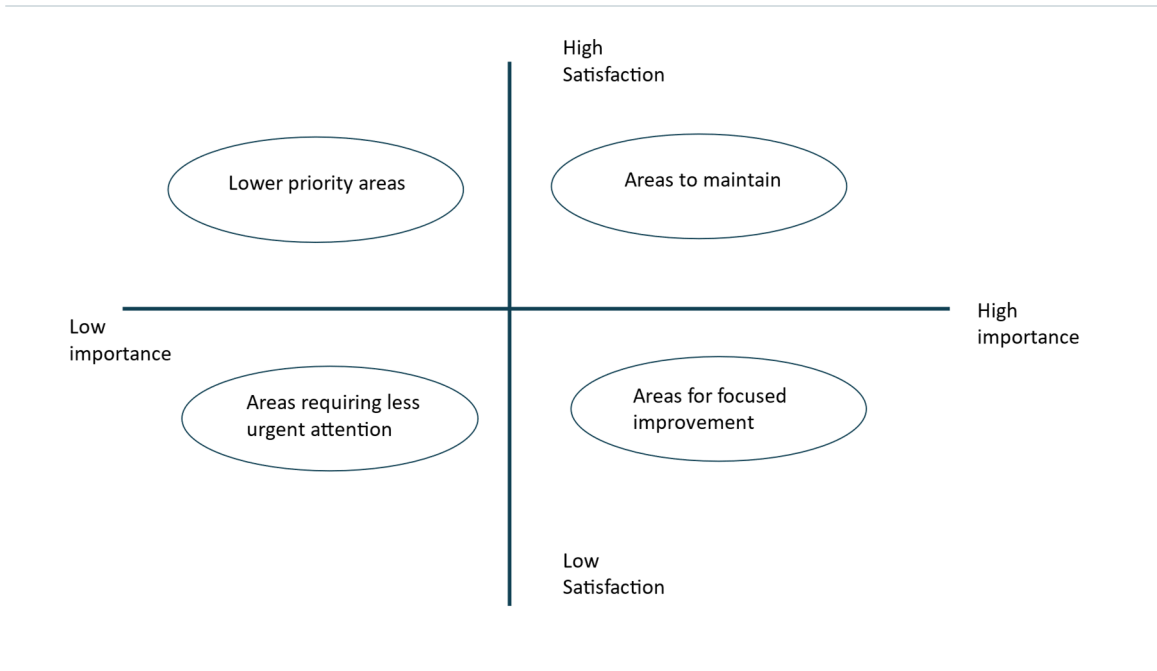 High
Satisfaction
Lower priority areas
Areas to maintain
Low
importance
High
importance
Areas requiring less
urgent attention
Areas for focused
improvement
Low
Satisfaction